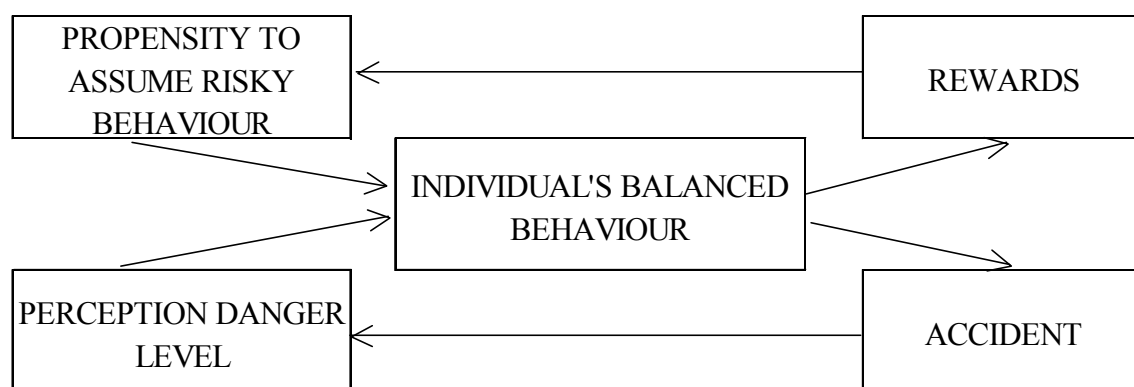 PROPENSITY TO
ASSUME RISKY
BEHAVIOUR
REWARDS
INDIVIDUAL'S BALANCED
BEHAVIOUR
PERCEPTION DANGER
LEVEL
ACCIDENT